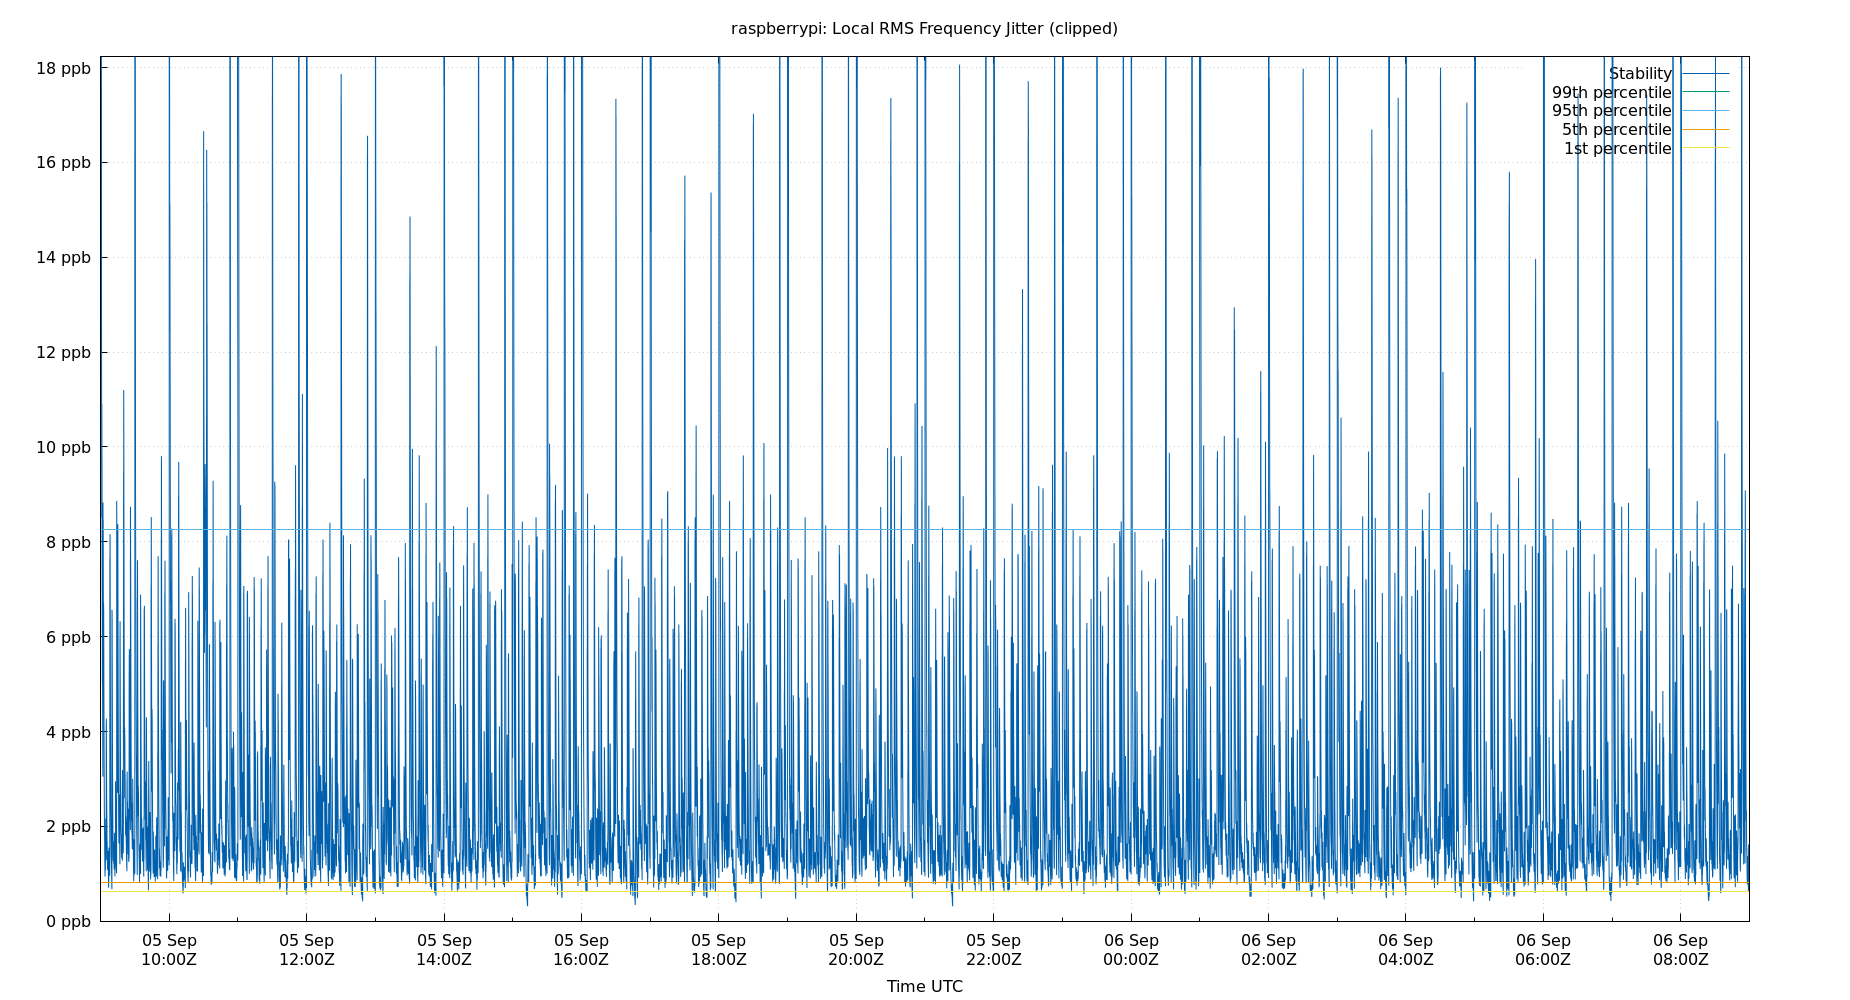 raspberrypi: Local RMS Frequency Jitter (clipped)
18 ppb
16 ppb
14 ppb
12 ppb
10 ppb
8 ppb
6 ppb
4 ppb
2 ppb
0 ppb
Stability
99th percentile
95th percentile
5th percentile
1st percentile
05 Sep 05 Sep 05 Sep 05 Sep 05 Sep 05 Sep 05 Sep 06 Sep 06 Sep 06 Sep 06 Sep 06 Sep
10:00Z 12:00Z 14:00Z 16:00Z 18:00Z 20:00Z 22:00Z 00:00Z 02:00Z 04:00Z 06:00Z 08:00Z
Time UTC